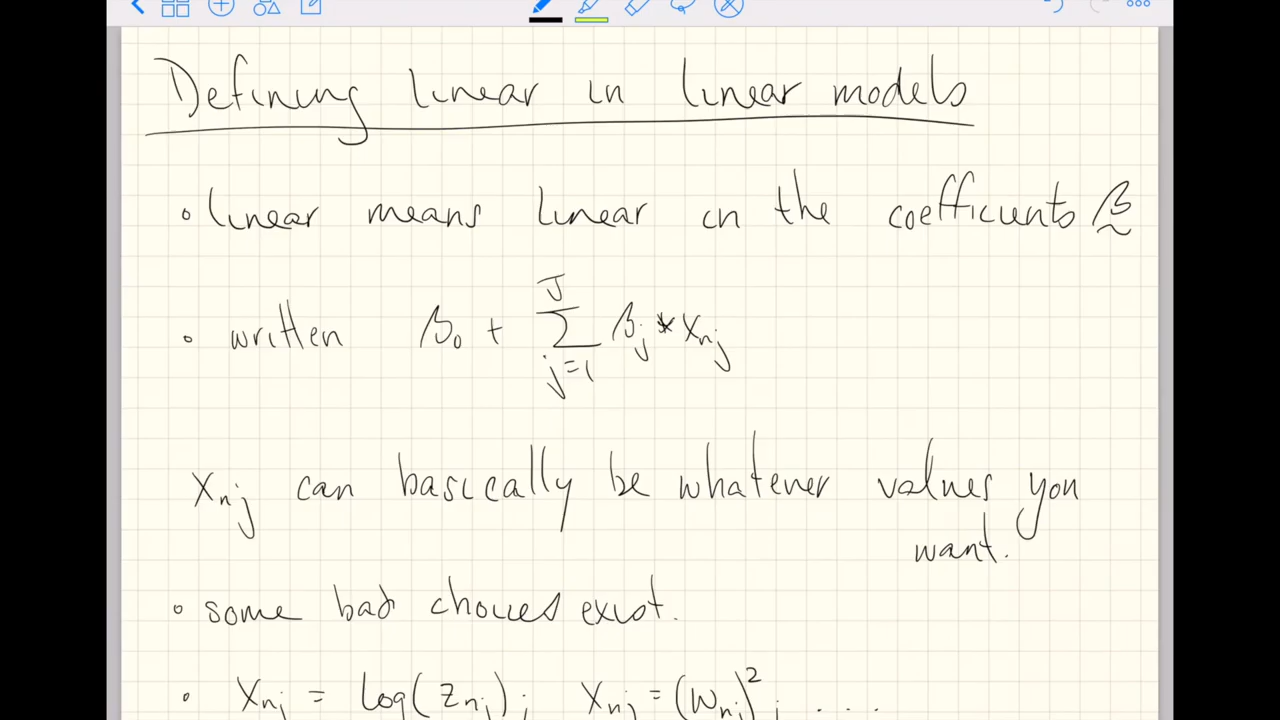 Defining linear in linear models
• linear means linear in the coefficients β
• written β₀ + Σ_{j=1}^{J} βⱼ * xₙⱼ
xₙⱼ can basically be whatever values you
want.
• some bad choices exist.
• xₙⱼ = log(zₙⱼ); xₙⱼ = (wₙⱼ)²; ....